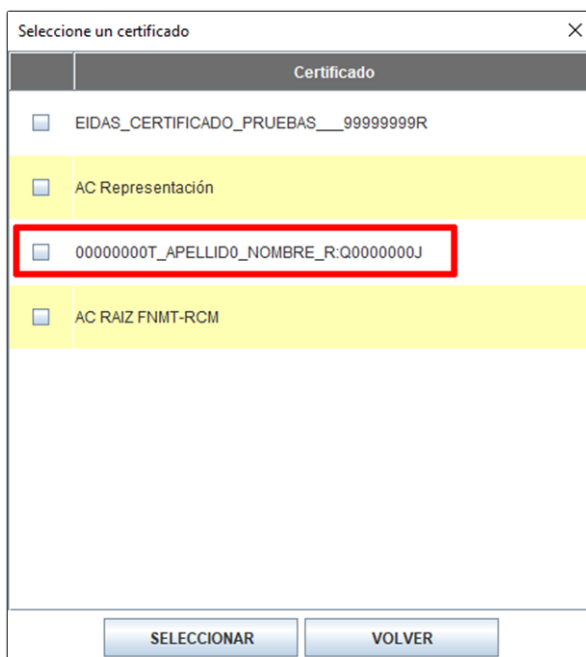 Seleccione un certificado
Certificado
EIDAS_CERTIFICADO_PRUEBAS___99999999R
AC Representación
00000000T_APELLID0_NOMBRE_R:Q0000000J
AC RAIZ FNMT-RCM
SELECCIONAR
VOLVER